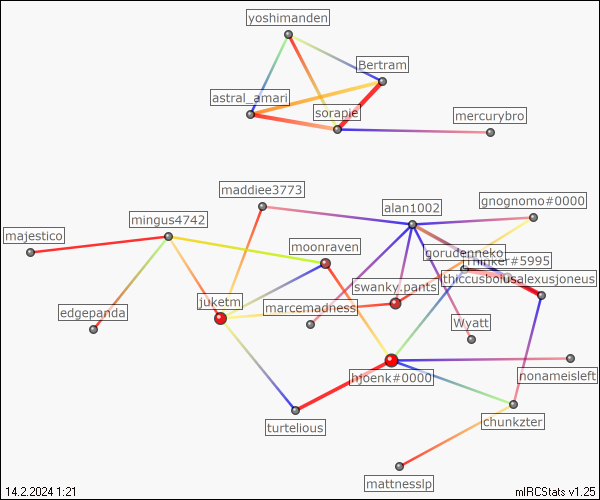 yoshimanden
Bertram
astral_amari
sorapie
mercurybro
maddiee3773
gnognomo#0000
alan1002
mingus4742
majestico
moonraven
gorudenneko
#5995
swanky.pants
thiccusbolusalexusjoneus
juketm
marcemadness
edgepanda
Wyatt
hjoenk#0000
nonameisleft
chunkzter
turtelious
mattnesslp
14.2.2024 1:21
mIRCStats v1.25